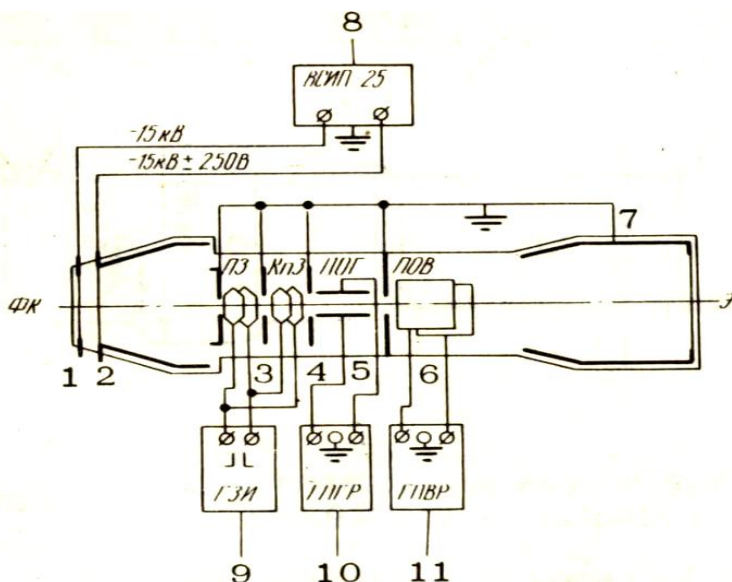 8
ВСИП 25
-15кВ
-15кВ ± 250В
7
ПЗ КпЗ ПОГ ПОВ
ФК Э
1 2 3 4 5 6
ГЗИ ГПГР ГПВР
9 10 11